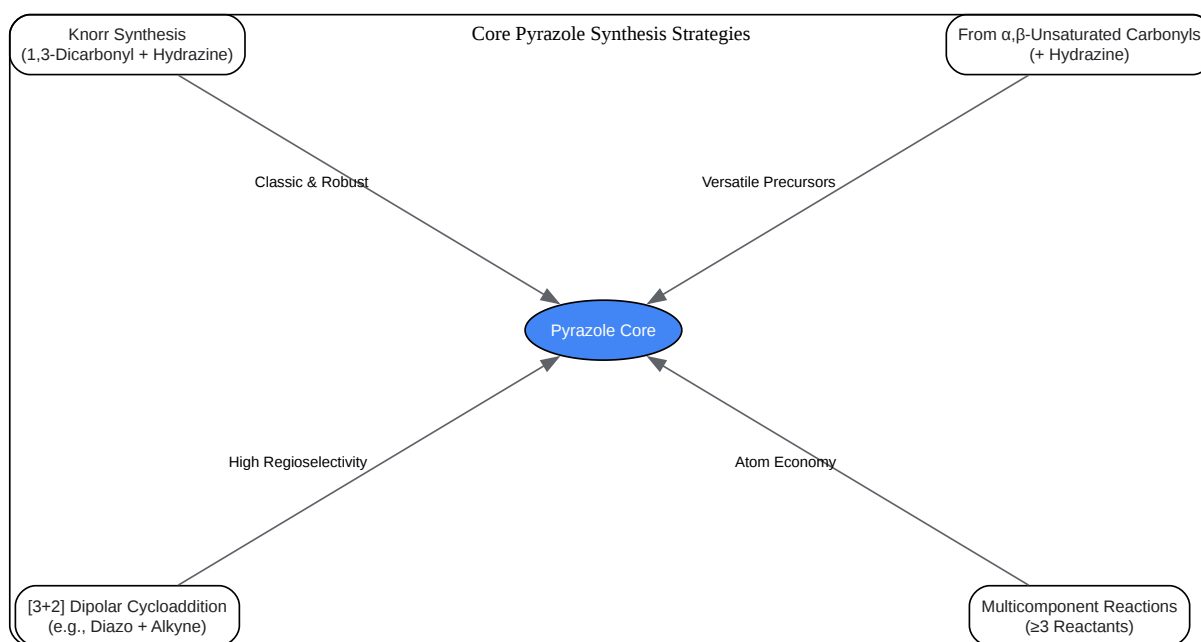 Knorr Synthesis
(1,3-Dicarbonyl + Hydrazine)
Core Pyrazole Synthesis Strategies
From α,β-Unsaturated Carbonyls
(+ Hydrazine)
Classic & Robust
Versatile Precursors
Pyrazole Core
High Regioselectivity
Atom Economy
[3+2] Dipolar Cycloaddition
(e.g., Diazo + Alkyne)
Multicomponent Reactions
(≥3 Reactants)